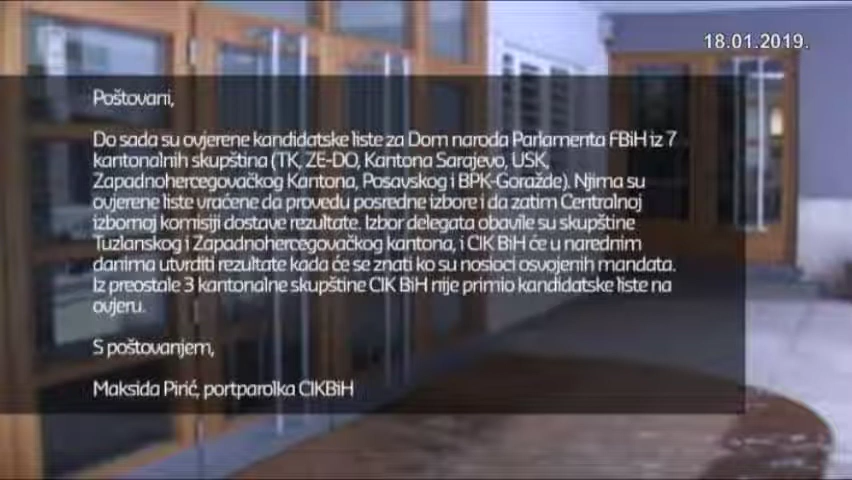 18.01.2019.
Poštovani,
Do sada su ovjerene kandidatske liste za Dom naroda Parlamenta FBiH iz 7
kantonalnih skupština (TK, ZE-DO, Kantona Sarajevo, USK,
Zapadnohercegovačkog Kantona, Posavskog i BPK-Goražde). Njima su
ovjerene liste vraćene da provedu posredne izbore i da zatim Centralnoj
izbornoj komisiji dostave rezultate. Izbor delegata obavile su skupštine
Tuzlanskog i Zapadnohercegovačkog kantona, i CIK BiH će u narednim
danima utvrditi rezultate kada će se znati ko su nosioci osvojenih mandata.
Iz preostale 3 kantonalne skupštine CIK BiH nije primio kandidatske liste na
ovjeru.
S poštovanjem,
Maksida Pirić, portparolka CIKBiH